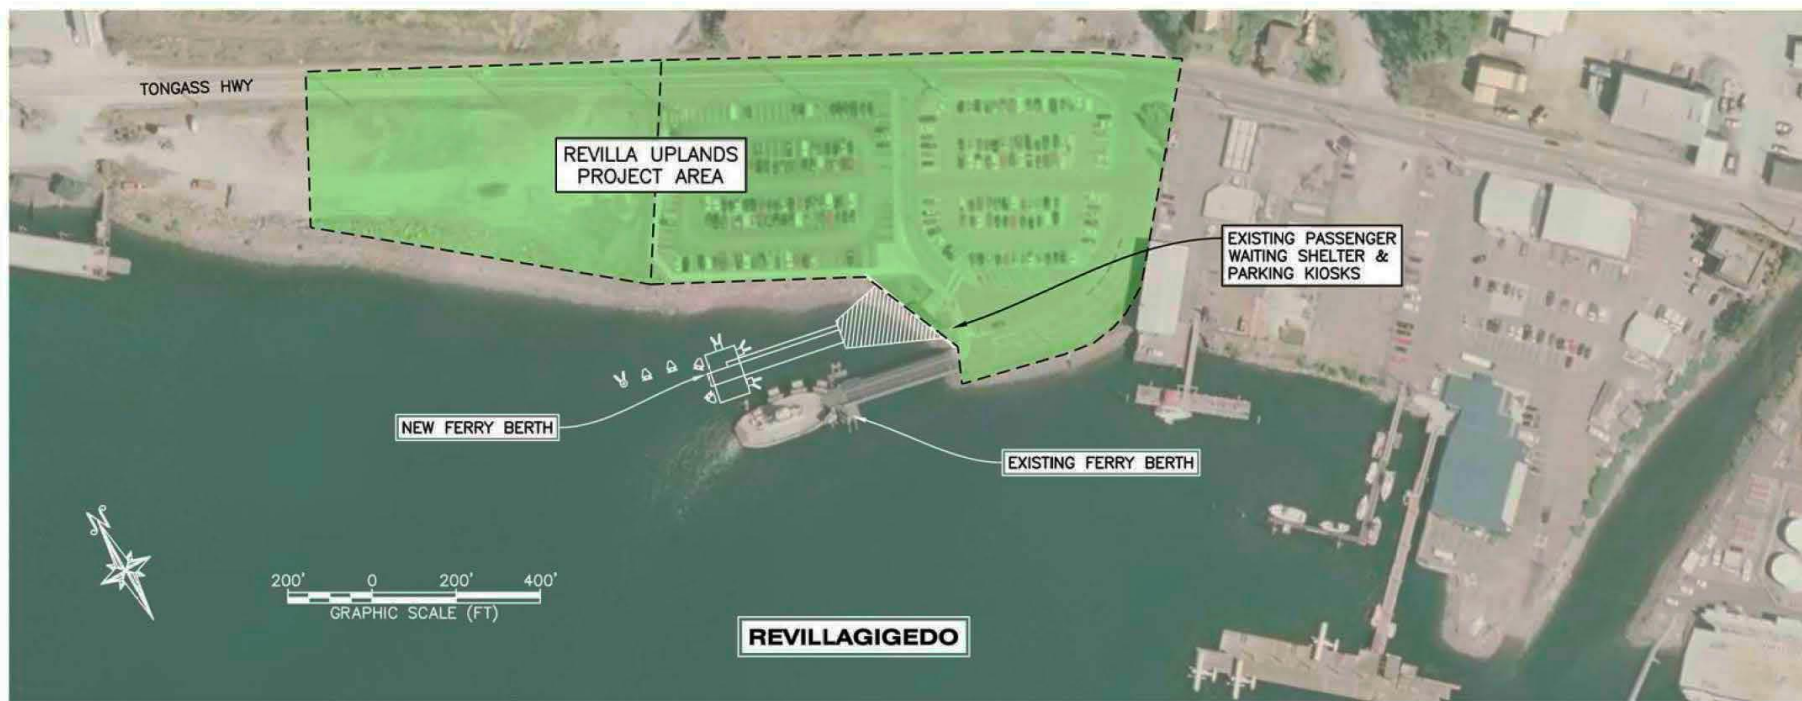 TONGASS HWY
REVILLA UPLANDS
PROJECT AREA
EXISTING PASSENGER
WAITING SHELTER &
PARKING KIOSKS
NEW FERRY BERTH
EXISTING FERRY BERTH
N
200' 0 200' 400'
GRAPHIC SCALE (FT)
REVILLAGIGEDO